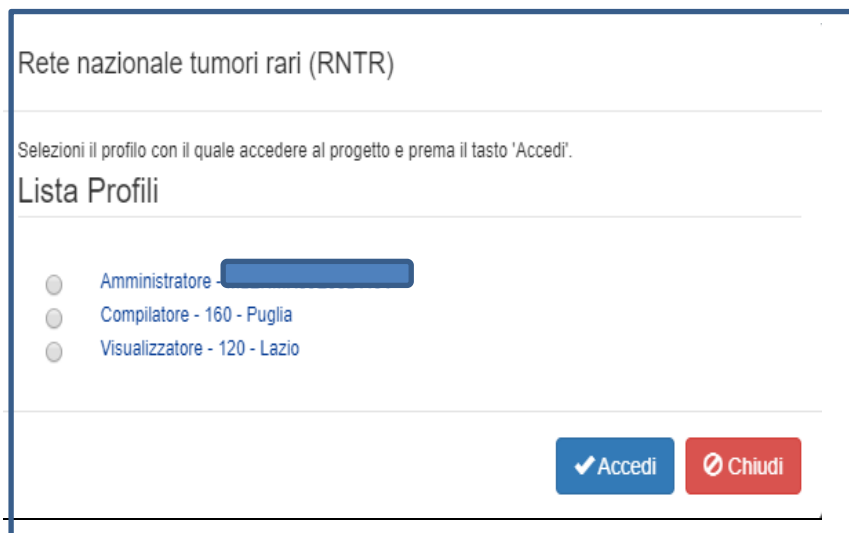 Rete nazionale tumori rari (RNTR)
Selezioni il profilo con il quale accedere al progetto e prema il tasto 'Accedi'.
Lista Profili
Amministratore -
Compilatore - 160 - Puglia
Visualizzatore - 120 - Lazio
Accedi
Chiudi